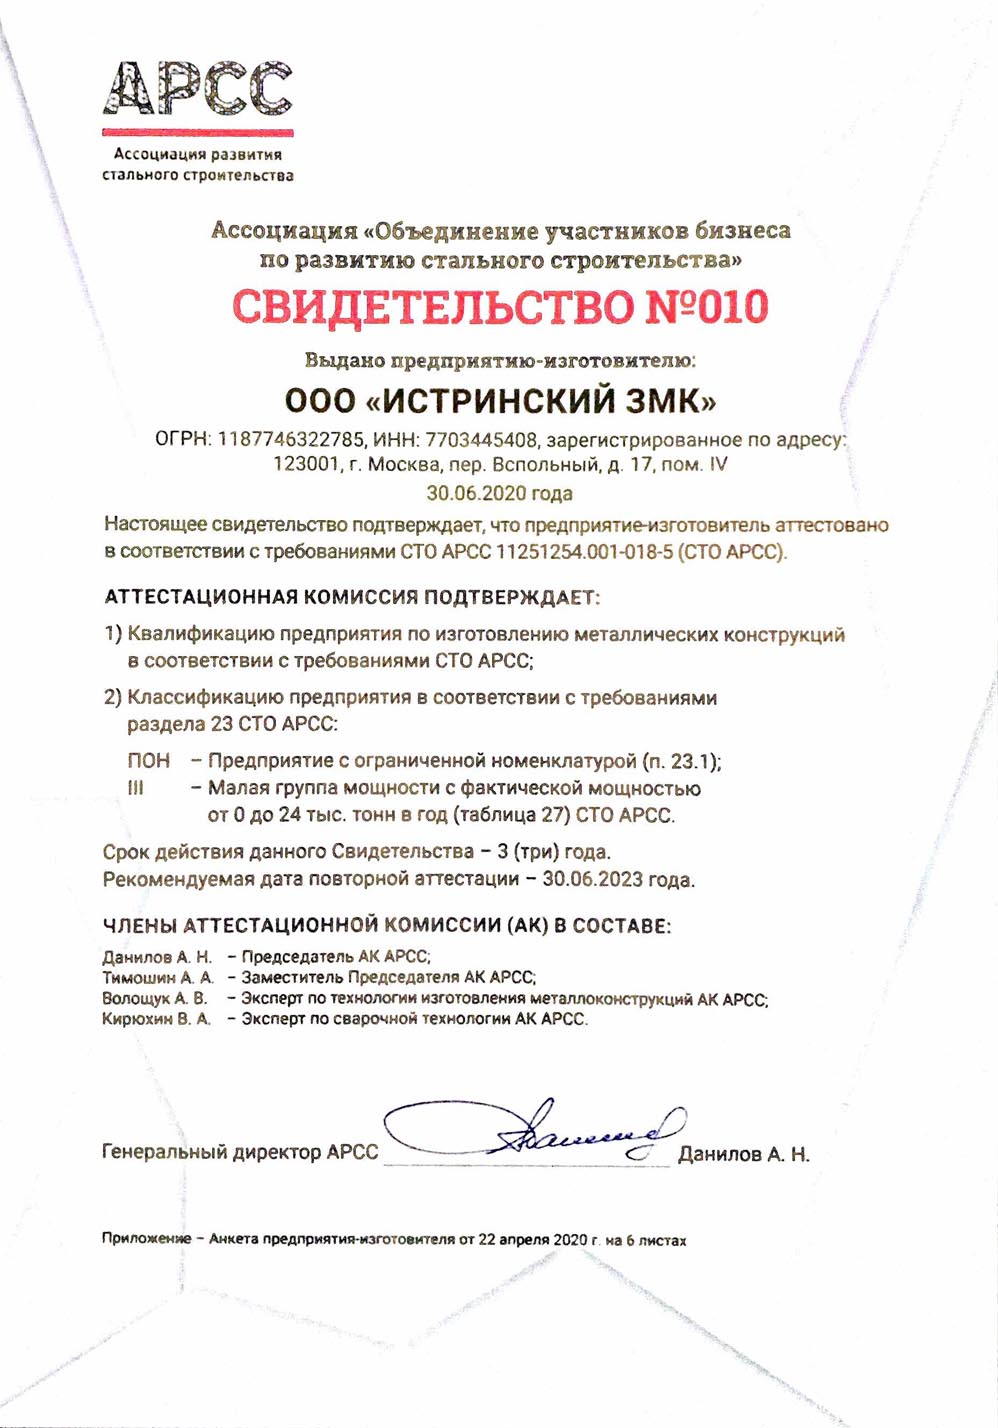 АРСС
Ассоциация развития
стального строительства
Ассоциация «Объединение участников бизнеса
по развитию стального строительства»
СВИДЕТЕЛЬСТВО №010
Выдано предприятию-изготовителю:
ООО «ИСТРИНСКИЙ ЗМК»
ОГРН: 1187746322785, ИНН: 7703445408, зарегистрированное по адресу:
123001, г. Москва, пер. Вспольный, д. 17, пом. IV
30.06.2020 года
Настоящее свидетельство подтверждает, что предприятие-изготовитель аттестовано
в соответствии с требованиями СТО АРСС 11251254.001-018-5 (СТО АРСС).
АТТЕСТАЦИОННАЯ КОМИССИЯ ПОДТВЕРЖДАЕТ:
1) Квалификацию предприятия по изготовлению металлических конструкций
в соответствии с требованиями СТО АРСС;
2) Классификацию предприятия в соответствии с требованиями
раздела 23 СТО АРСС:
ПОН – Предприятие с ограниченной номенклатурой (п. 23.1);
III – Малая группа мощности с фактической мощностью
от 0 до 24 тыс. тонн в год (таблица 27) СТО АРСС.
Срок действия данного Свидетельства – 3 (три) года.
Рекомендуемая дата повторной аттестации – 30.06.2023 года.
ЧЛЕНЫ АТТЕСТАЦИОННОЙ КОМИССИИ (АК) В СОСТАВЕ:
Данилов А. Н. – Председатель АК АРСС;
Тимошин А. А. – Заместитель Председателя АК АРСС;
Волощук А. В. – Эксперт по технологии изготовления металлоконструкций АК АРСС;
Кирюхин В. А. – Эксперт по сварочной технологии АК АРСС.
Генеральный директор АРСС Данилов А. Н.
Приложение – Анкета предприятия-изготовителя от 22 апреля 2020 г. на 6 листах